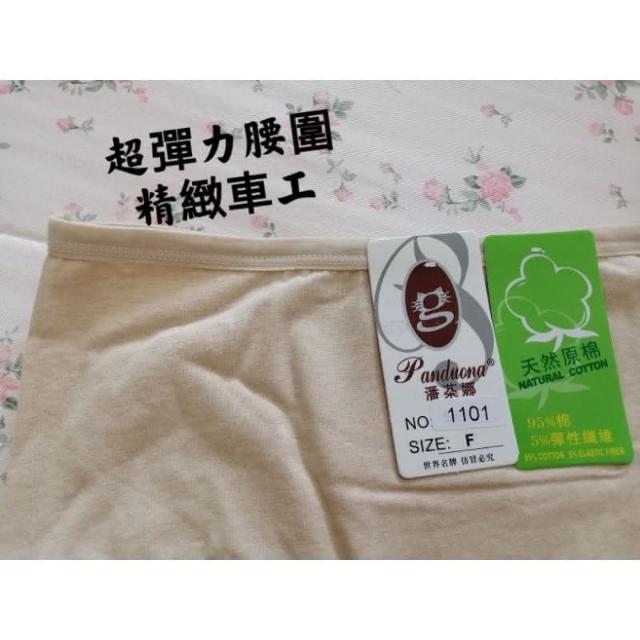 超彈力腰圍
精緻車工
g
Panduona®
潘朵娜
NO: 1101
SIZE: F
世界名牌 仿冒必究
天然原棉
NATURAL COTTON
95%棉
5%彈性纖維
95% COTTON 5% ELASTIC FIBER